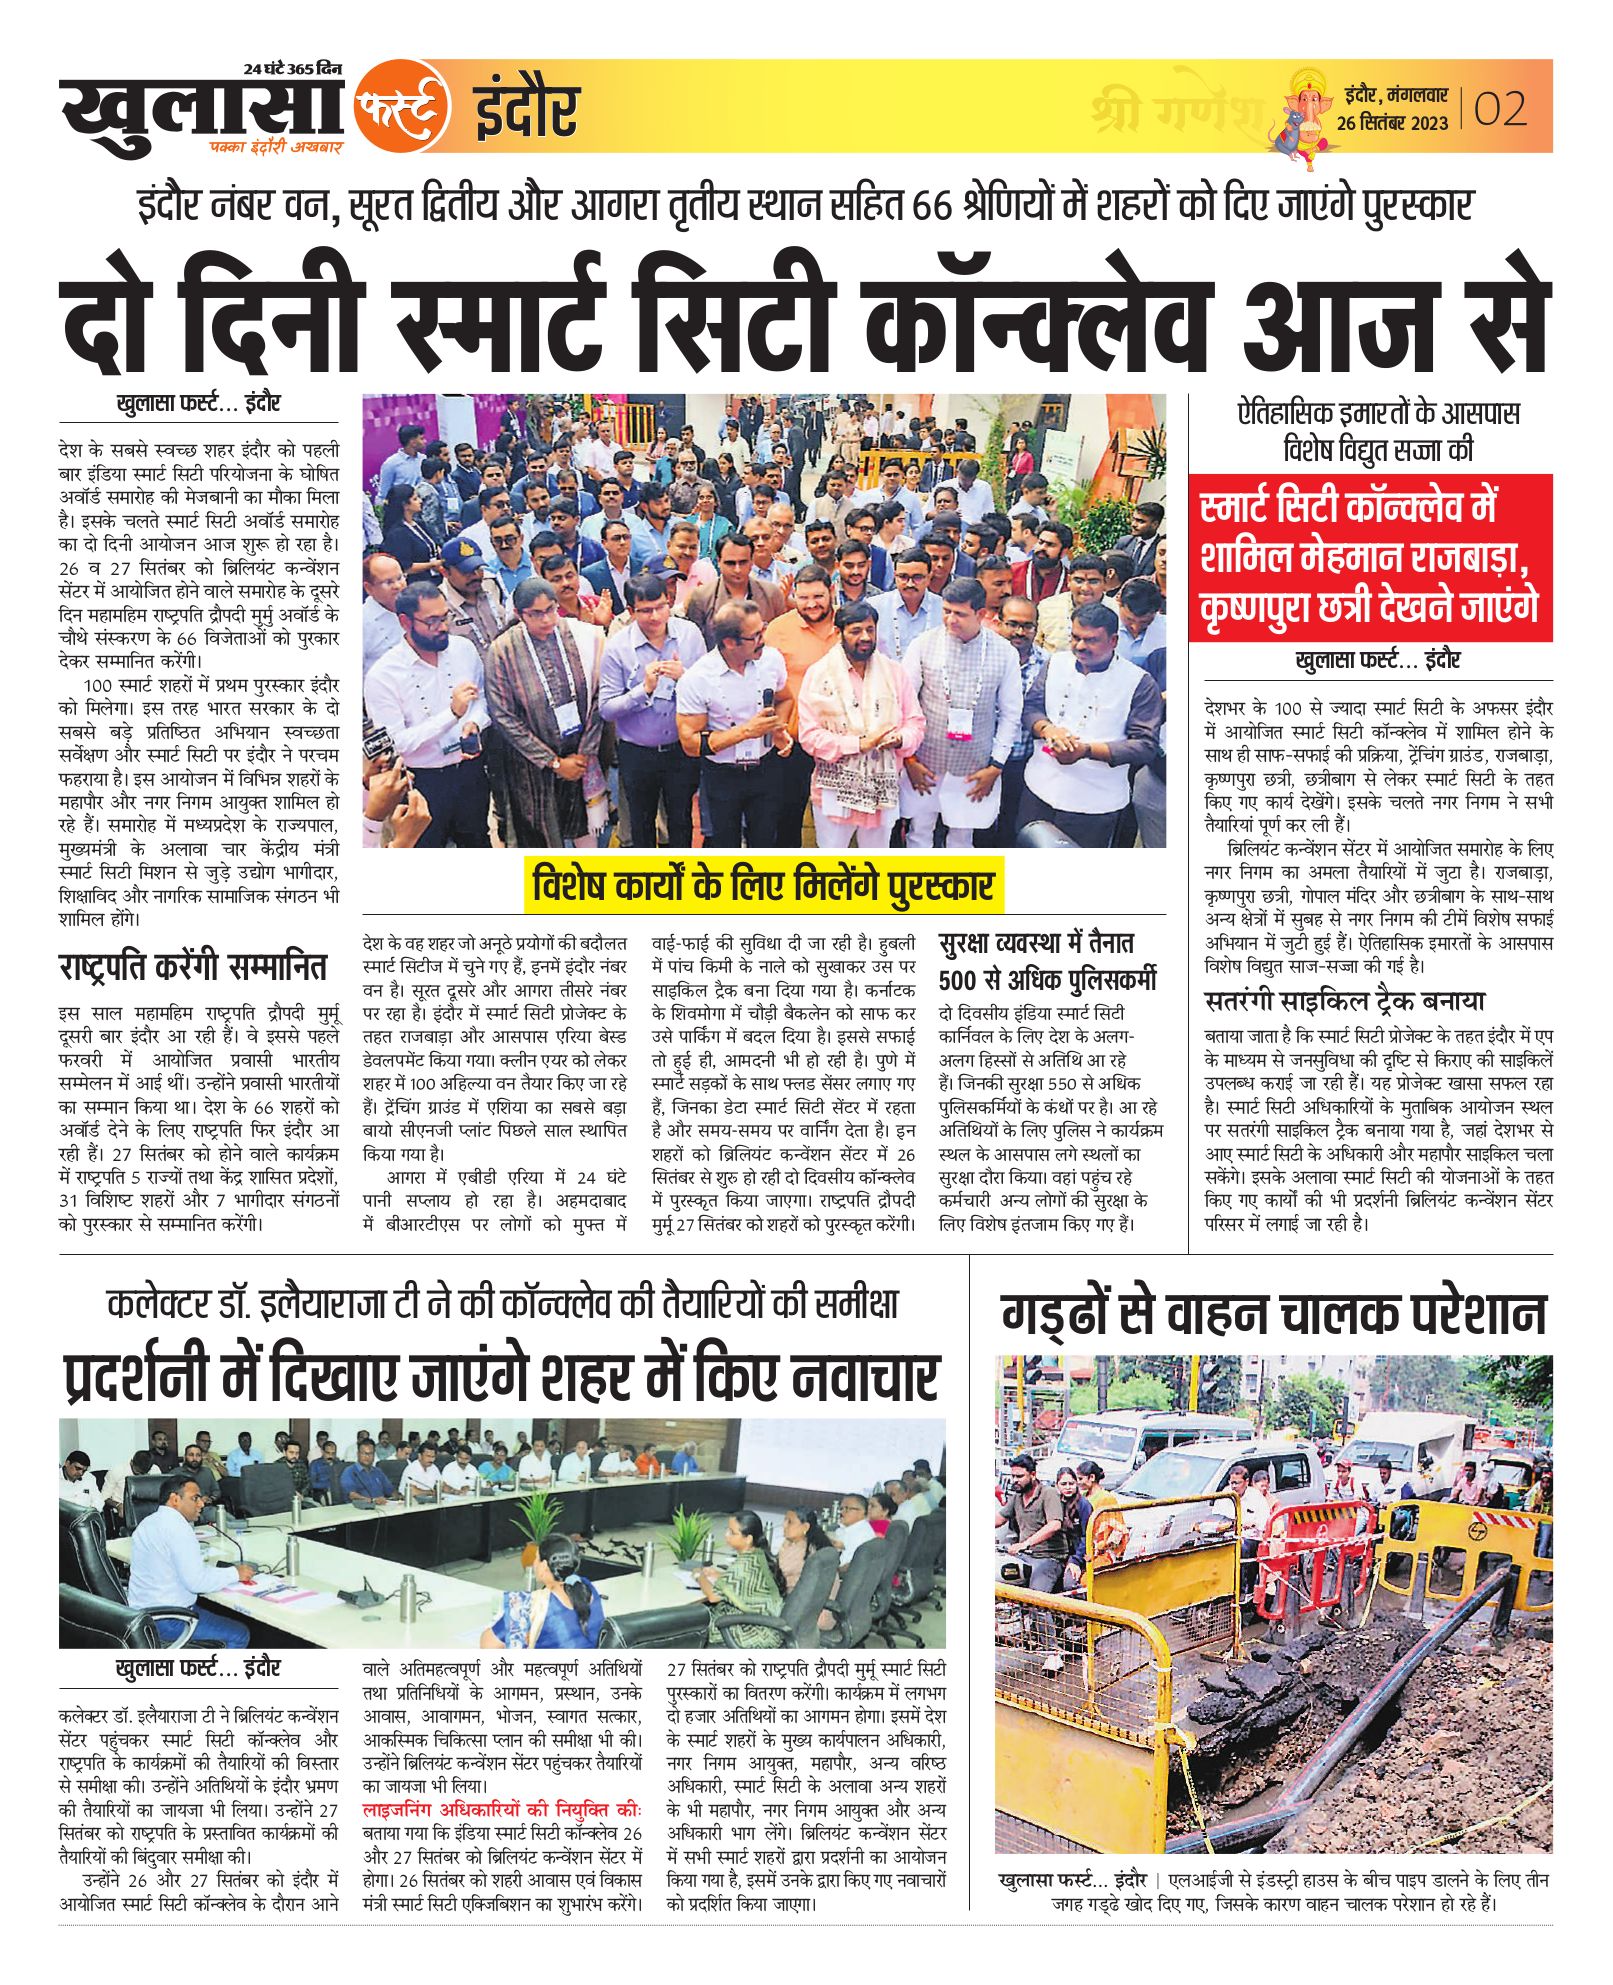 24 घंटे 365 दिन
खुलासा
फर्स्ट
पक्का इंदौरी अखबार
इंदौर
श्री गणेश
इंदौर, मंगलवार
26 सितंबर 2023
02
इंदौर नंबर वन, सूरत द्वितीय और आगरा तृतीय स्थान सहित 66 श्रेणियों में शहरों को दिए जाएंगे पुरस्कार
दो दिनी स्मार्ट सिटी कॉन्क्लेव आज से
खुलासा फर्स्ट... इंदौर
देश के सबसे स्वच्छ शहर इंदौर को पहली
बार इंडिया स्मार्ट सिटी परियोजना के घोषित
अवॉर्ड समारोह की मेजबानी का मौका मिला
है। इसके चलते स्मार्ट सिटी अवॉर्ड समारोह
का दो दिनी आयोजन आज शुरू हो रहा है।
26 व 27 सितंबर को ब्रिलियंट कन्वेंशन
सेंटर में आयोजित होने वाले समारोह के दूसरे
दिन महामहिम राष्ट्रपति द्रौपदी मुर्मु अवॉर्ड के
चौथे संस्करण के 66 विजेताओं को पुरकार
देकर सम्मानित करेंगी।
100 स्मार्ट शहरों में प्रथम पुरस्कार इंदौर
को मिलेगा। इस तरह भारत सरकार के दो
सबसे बड़े प्रतिष्ठित अभियान स्वच्छता
सर्वेक्षण और स्मार्ट सिटी पर इंदौर ने परचम
फहराया है। इस आयोजन में विभिन्न शहरों के
महापौर और नगर निगम आयुक्त शामिल हो
रहे हैं। समारोह में मध्यप्रदेश के राज्यपाल,
मुख्यमंत्री के अलावा चार केंद्रीय मंत्री
स्मार्ट सिटी मिशन से जुड़े उद्योग भागीदार,
शिक्षाविद और नागरिक सामाजिक संगठन भी
शामिल होंगे।
राष्ट्रपति करेंगी सम्मानित
इस साल महामहिम राष्ट्रपति द्रौपदी मुर्मू
दूसरी बार इंदौर आ रही हैं। वे इससे पहले
फरवरी में आयोजित प्रवासी भारतीय
सम्मेलन में आई थीं। उन्होंने प्रवासी भारतीयों
का सम्मान किया था। देश के 66 शहरों को
अवॉर्ड देने के लिए राष्ट्रपति फिर इंदौर आ
रही हैं। 27 सितंबर को होने वाले कार्यक्रम
में राष्ट्रपति 5 राज्यों तथा केंद्र शासित प्रदेशों,
31 विशिष्ट शहरों और 7 भागीदार संगठनों
को पुरस्कार से सम्मानित करेंगी।
विशेष कार्यों के लिए मिलेंगे पुरस्कार
देश के वह शहर जो अनूठे प्रयोगों की बदौलत
स्मार्ट सिटीज में चुने गए हैं, इनमें इंदौर नंबर
वन है। सूरत दूसरे और आगरा तीसरे नंबर
पर रहा है। इंदौर में स्मार्ट सिटी प्रोजेक्ट के
तहत राजबाड़ा और आसपास एरिया बेस्ड
डेवलपमेंट किया गया। क्लीन एयर को लेकर
शहर में 100 अहिल्या वन तैयार किए जा रहे
हैं। ट्रेंचिंग ग्राउंड में एशिया का सबसे बड़ा
बायो सीएनजी प्लांट पिछले साल स्थापित
किया गया है।
आगरा में एबीडी एरिया में 24 घंटे
पानी सप्लाय हो रहा है। अहमदाबाद
में बीआरटीएस पर लोगों को मुफ्त में
वाई-फाई की सुविधा दी जा रही है। हुबली
में पांच किमी के नाले को सुखाकर उस पर
साइकिल ट्रैक बना दिया गया है। कर्नाटक
के शिवमोगा में चौड़ी बैकलेन को साफ कर
उसे पार्किंग में बदल दिया है। इससे सफाई
तो हुई ही, आमदनी भी हो रही है। पुणे में
स्मार्ट सड़कों के साथ फ्लड सेंसर लगाए गए
हैं, जिनका डेटा स्मार्ट सिटी सेंटर में रहता
है और समय-समय पर वार्निंग देता है। इन
शहरों को ब्रिलियंट कन्वेंशन सेंटर में 26
सितंबर से शुरु हो रही दो दिवसीय कॉन्क्लेव
में पुरस्कृत किया जाएगा। राष्ट्रपति द्रौपदी
मुर्मू 27 सितंबर को शहरों को पुरस्कृत करेंगी।
सुरक्षा व्यवस्था में तैनात
500 से अधिक पुलिसकर्मी
दो दिवसीय इंडिया स्मार्ट सिटी
कार्निवल के लिए देश के अलग-
अलग हिस्सों से अतिथि आ रहे
हैं। जिनकी सुरक्षा 550 से अधिक
पुलिसकर्मियों के कंधों पर है। आ रहे
अतिथियों के लिए पुलिस ने कार्यक्रम
स्थल के आसपास लगे स्थलों का
सुरक्षा दौरा किया। वहां पहुंच रहे
कर्मचारी अन्य लोगों की सुरक्षा के
लिए विशेष इंतजाम किए गए हैं।
ऐतिहासिक इमारतों के आसपास
विशेष विद्युत सज्जा की
स्मार्ट सिटी कॉन्क्लेव में
शामिल मेहमान राजबाड़ा,
कृष्णपुरा छत्री देखने जाएंगे
खुलासा फर्स्ट... इंदौर
देशभर के 100 से ज्यादा स्मार्ट सिटी के अफसर इंदौर
में आयोजित स्मार्ट सिटी कॉन्क्लेव में शामिल होने के
साथ ही साफ-सफाई की प्रक्रिया, ट्रेंचिंग ग्राउंड, राजबाड़ा,
कृष्णपुरा छत्री, छत्रीबाग से लेकर स्मार्ट सिटी के तहत
किए गए कार्य देखेंगे। इसके चलते नगर निगम ने सभी
तैयारियां पूर्ण कर ली हैं।
ब्रिलियंट कन्वेंशन सेंटर में आयोजित समारोह के लिए
नगर निगम का अमला तैयारियों में जुटा है। राजबाड़ा,
कृष्णपुरा छत्री, गोपाल मंदिर और छत्रीबाग के साथ-साथ
अन्य क्षेत्रों में सुबह से नगर निगम की टीमें विशेष सफाई
अभियान में जुटी हुई हैं। ऐतिहासिक इमारतों के आसपास
विशेष विद्युत साज-सज्जा की गई है।
सतरंगी साइकिल ट्रैक बनाया
बताया जाता है कि स्मार्ट सिटी प्रोजेक्ट के तहत इंदौर में एप
के माध्यम से जनसुविधा की दृष्टि से किराए की साइकिलें
उपलब्ध कराई जा रही हैं। यह प्रोजेक्ट खासा सफल रहा
है। स्मार्ट सिटी अधिकारियों के मुताबिक आयोजन स्थल
पर सतरंगी साइकिल ट्रैक बनाया गया है, जहां देशभर से
आए स्मार्ट सिटी के अधिकारी और महापौर साइकिल चला
सकेंगे। इसके अलावा स्मार्ट सिटी की योजनाओं के तहत
किए गए कार्यों की भी प्रदर्शनी ब्रिलियंट कन्वेंशन सेंटर
परिसर में लगाई जा रही है।
कलेक्टर डॉ. इलैयाराजा टी ने की कॉन्क्लेव की तैयारियों की समीक्षा
प्रदर्शनी में दिखाए जाएंगे शहर में किए नवाचार
खुलासा फर्स्ट... इंदौर
कलेक्टर डॉ. इलैयाराजा टी ने ब्रिलियंट कन्वेंशन
सेंटर पहुंचकर स्मार्ट सिटी कॉन्क्लेव और
राष्ट्रपति के कार्यक्रमों की तैयारियों की विस्तार
से समीक्षा की। उन्होंने अतिथियों के इंदौर भ्रमण
की तैयारियों का जायजा भी लिया। उन्होंने 27
सितंबर को राष्ट्रपति के प्रस्तावित कार्यक्रमों की
तैयारियों की बिंदुवार समीक्षा की।
उन्होंने 26 और 27 सितंबर को इंदौर में
आयोजित स्मार्ट सिटी कॉन्क्लेव के दौरान आने
वाले अतिमहत्वपूर्ण और महत्वपूर्ण अतिथियों
तथा प्रतिनिधियों के आगमन, प्रस्थान, उनके
आवास, आवागमन, भोजन, स्वागत सत्कार,
आकस्मिक चिकित्सा प्लान की समीक्षा भी की।
उन्होंने ब्रिलियंट कन्वेंशन सेंटर पहुंचकर तैयारियों
का जायजा भी लिया।
लाइजनिंग अधिकारियों की नियुक्ति कीः
बताया गया कि इंडिया स्मार्ट सिटी कॉन्क्लेव 26
और 27 सितंबर को ब्रिलियंट कन्वेंशन सेंटर में
होगा। 26 सितंबर को शहरी आवास एवं विकास
मंत्री स्मार्ट सिटी एक्जिबिशन का शुभारंभ करेंगे।
27 सितंबर को राष्ट्रपति द्रौपदी मुर्मू स्मार्ट सिटी
पुरस्कारों का वितरण करेंगी। कार्यक्रम में लगभग
दो हजार अतिथियों का आगमन होगा। इसमें देश
के स्मार्ट शहरों के मुख्य कार्यपालन अधिकारी,
नगर निगम आयुक्त, महापौर, अन्य वरिष्ठ
अधिकारी, स्मार्ट सिटी के अलावा अन्य शहरों
के भी महापौर, नगर निगम आयुक्त और अन्य
अधिकारी भाग लेंगे। ब्रिलियंट कन्वेंशन सेंटर
में सभी स्मार्ट शहरों द्वारा प्रदर्शनी का आयोजन
किया गया है, इसमें उनके द्वारा किए गए नवाचारों
को प्रदर्शित किया जाएगा।
गड्ढों से वाहन चालक परेशान
खुलासा फर्स्ट... इंदौर | एलआईजी से इंडस्ट्री हाउस के बीच पाइप डालने के लिए तीन
जगह गड्ढे खोद दिए गए, जिसके कारण वाहन चालक परेशान हो रहे हैं।